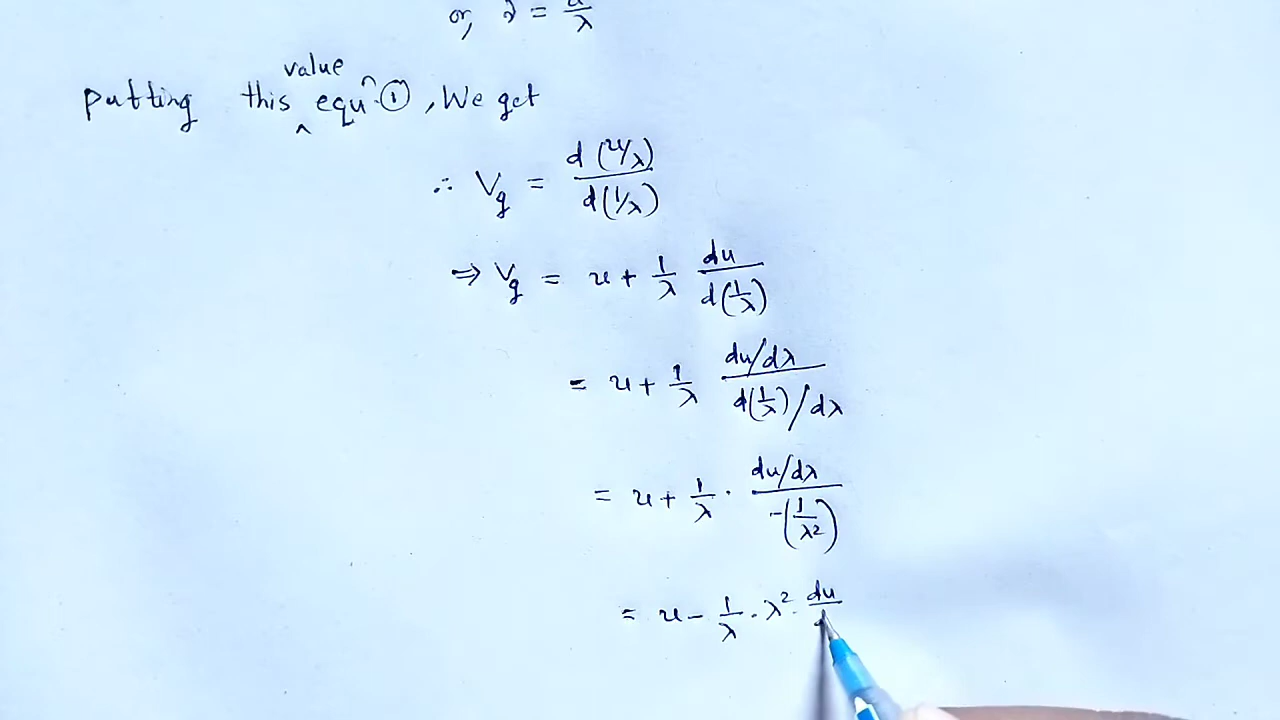 or, ν = u/λ
Putting this value equⁿ. ①, We get
∴ Vg = d(u/λ) / d(1/λ)
⇒ Vg = u + 1/λ du / d(1/λ)
= u + 1/λ du/dλ / d(1/λ)/dλ
= u + 1/λ · du/dλ / -(1/λ²)
= u - 1/λ · λ² · du